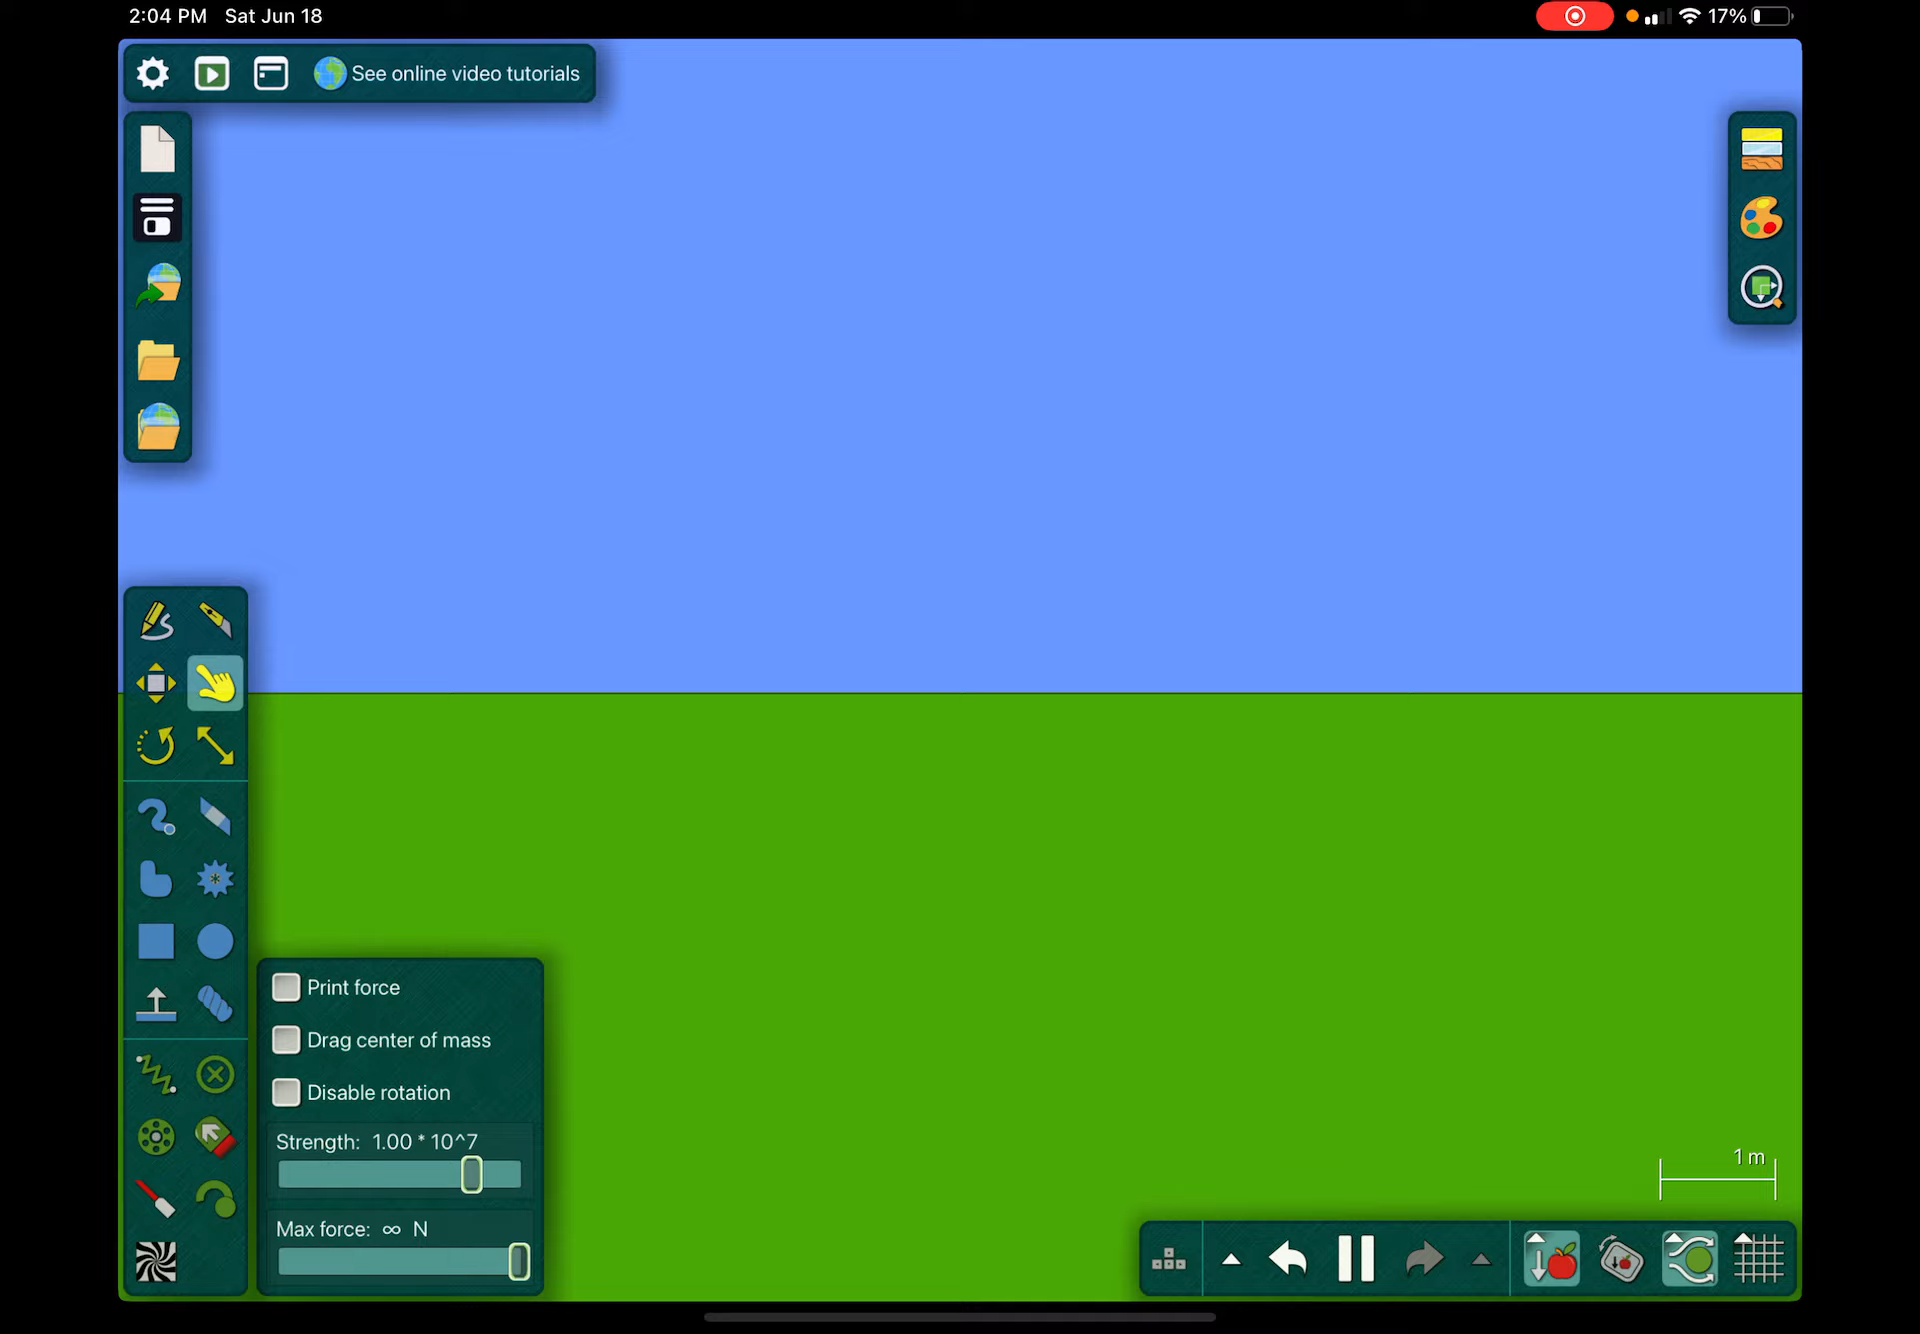 2:04 PM Sat Jun 18
17%
See online video tutorials
Print force
Drag center of mass
Disable rotation
Strength: 1.00 * 10^7
Max force: ∞ N
1 m